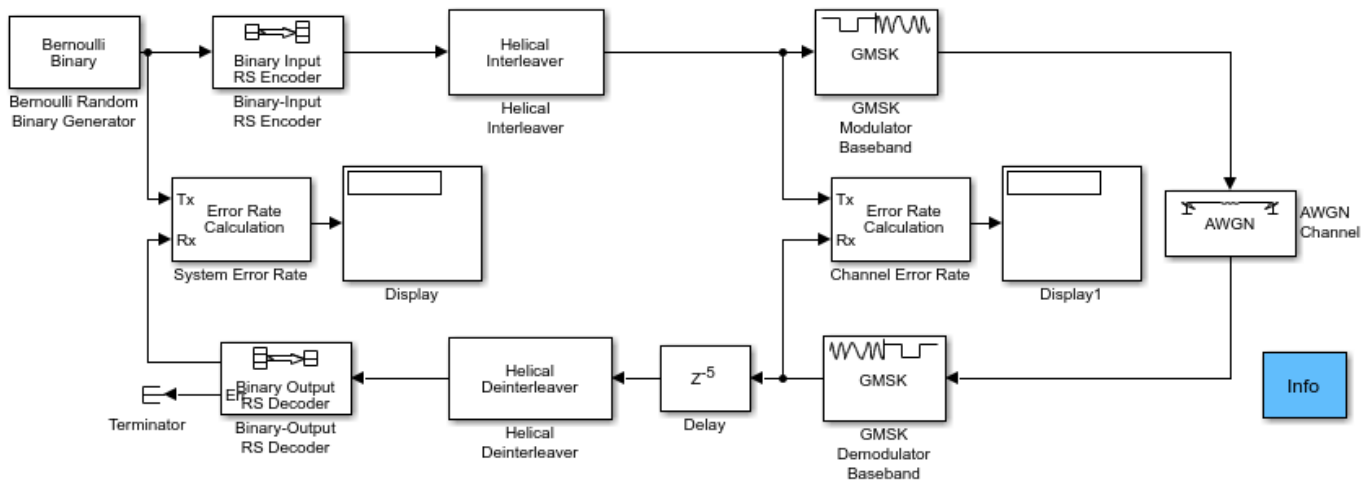 Bernoulli
Binary
Bernoulli Random
Binary Generator
Binary Input
RS Encoder
Binary-Input
RS Encoder
Helical
Interleaver
Helical
Interleaver
GMSK
GMSK
Modulator
Baseband
Tx
Rx
Error Rate
Calculation
System Error Rate
Display
Tx
Rx
Error Rate
Calculation
Channel Error Rate
Display1
AWGN
AWGN
Channel
Binary Output
RS Decoder
Err
Binary-Output
RS Decoder
Terminator
Helical
Deinterleaver
Helical
Deinterleaver
Z-5
Delay
GMSK
GMSK
Demodulator
Baseband
Info